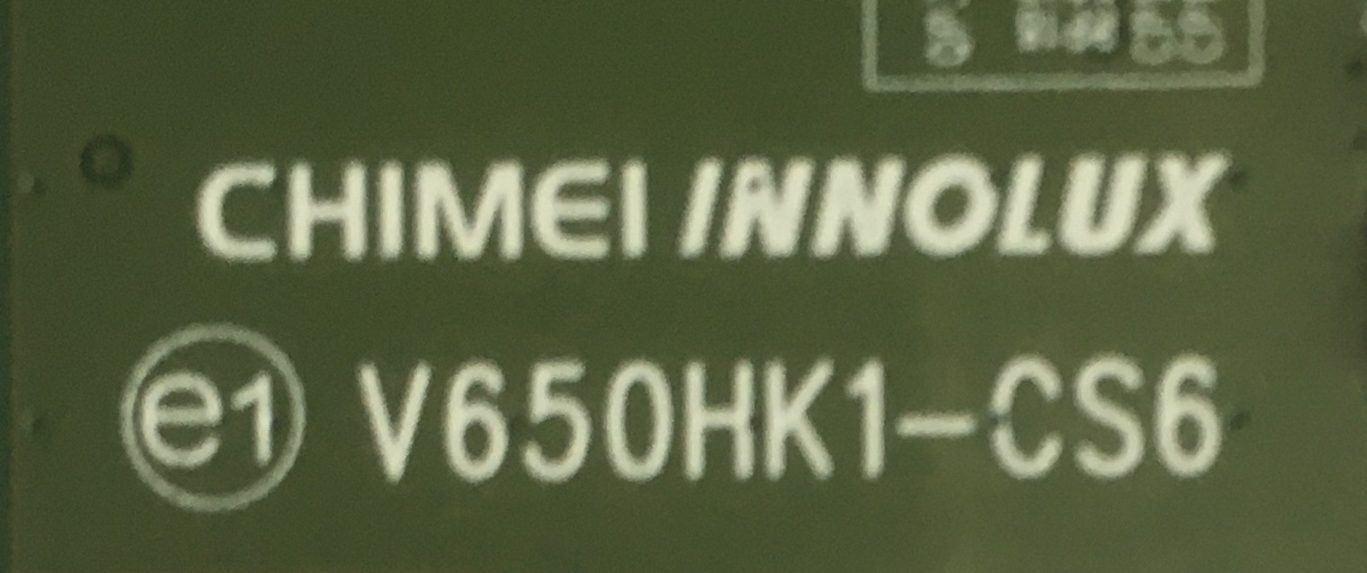 CHIMEI INNOLUX
e1 V650HK1-CS6